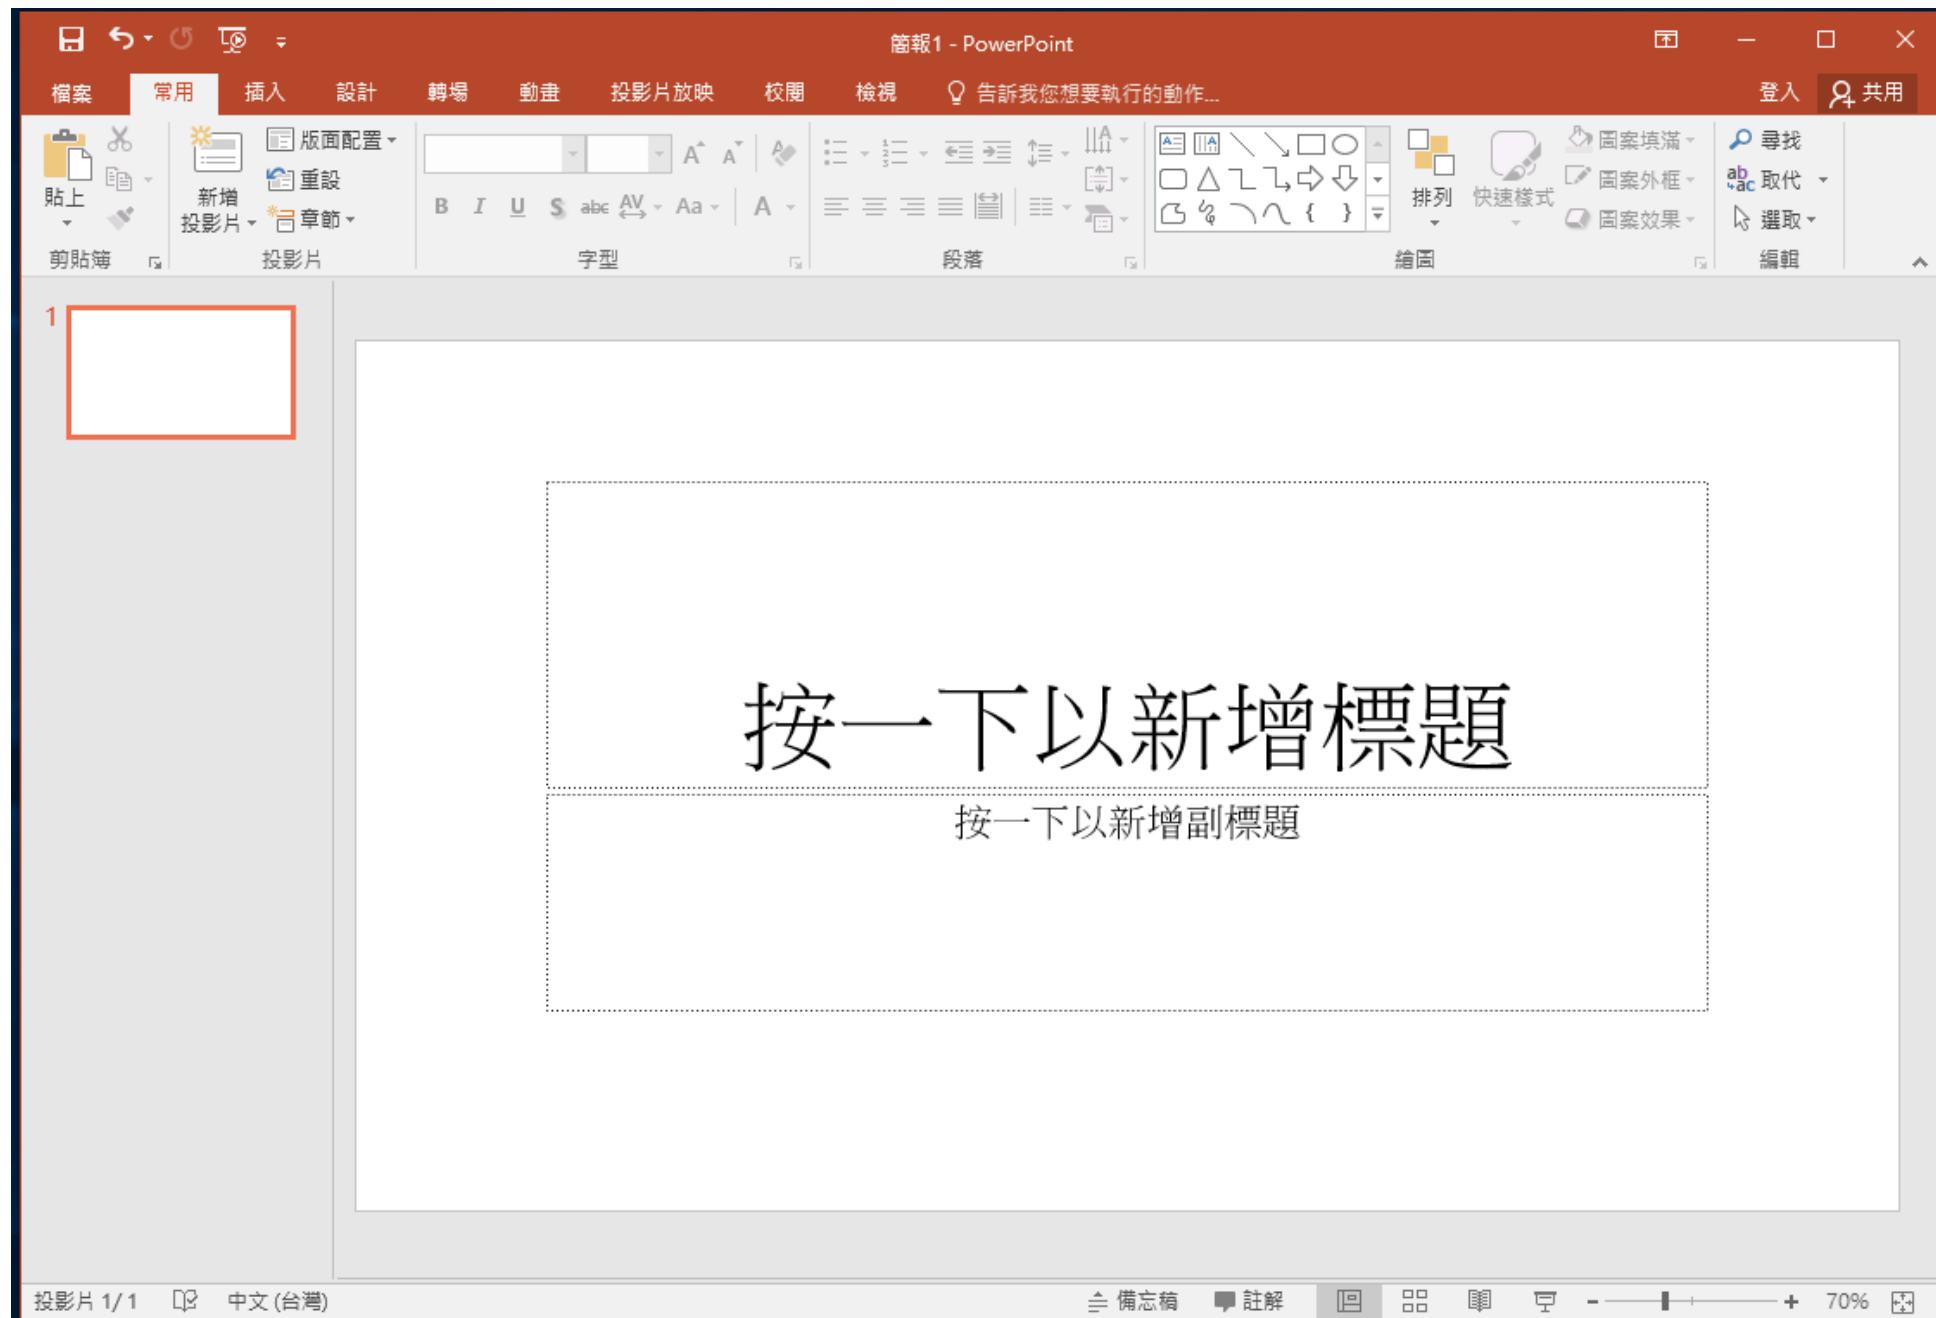 簡報1 - PowerPoint
檔案 常用 插入 設計 轉場 動畫 投影片放映 校閱 檢視 告訴我您想要執行的動作... 登入 共用
貼上
新增
投影片
版面配置
重設
章節
B I U S abc AV Aa A
A A
排列
快速樣式
圖案填滿
圖案外框
圖案效果
尋找
取代
選取
剪貼簿 投影片 字型 段落 繪圖 編輯
1
按一下以新增標題
按一下以新增副標題
投影片 1/1 中文 (台灣) 備忘稿 註解 70%